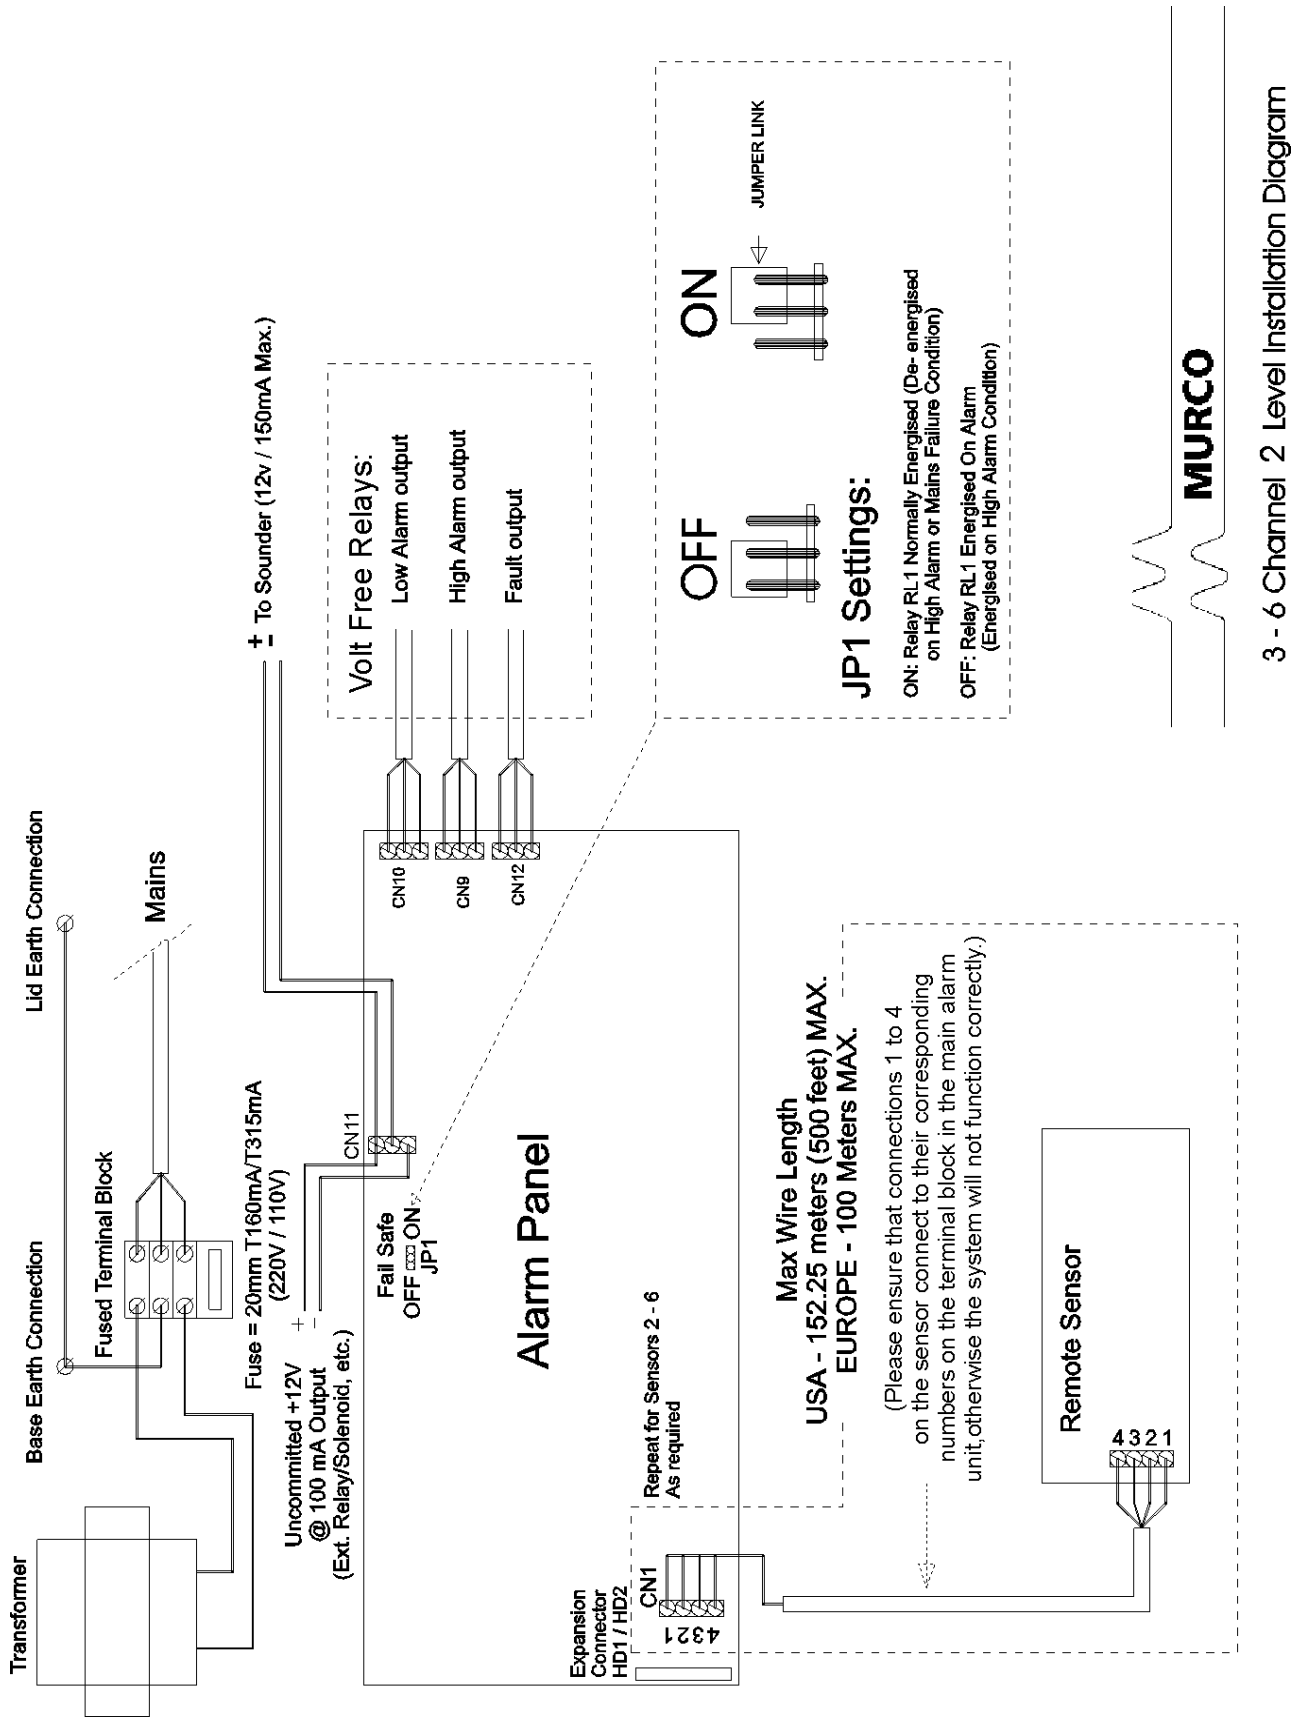 Transformer
Base Earth Connection
Lid Earth Connection
Fused Terminal Block
Mains
Fuse = 20mm T160mA/T315mA
(220V / 110V)
Uncommitted +12V
@ 100 mA Output
(Ext. Relay/Solenoid, etc.)
+
-
CN11
+
-
To Sounder (12v / 150mA Max.)
Fail Safe
OFF ON
JP1
Alarm Panel
CN10
CN9
CN12
Volt Free Relays:
Low Alarm output
High Alarm output
Fault output
Expansion
Connector
HD1 / HD2
CN1
4321
Repeat for Sensors 2 - 6
As required
Max Wire Length
USA - 152.25 meters (500 feet) MAX.
EUROPE - 100 Meters MAX.
(Please ensure that connections 1 to 4
on the sensor connect to their corresponding
numbers on the terminal block in the main alarm
unit,otherwise the system will not function correctly.)
Remote Sensor
4321
OFF
ON
JUMPER LINK
JP1 Settings:
ON: Relay RL1 Normally Energised (De- energised
on High Alarm or Mains Failure Condition)
OFF: Relay RL1 Energised On Alarm
(Energised on High Alarm Condition)
MURCO
3 - 6 Channel 2 Level Installation Diagram